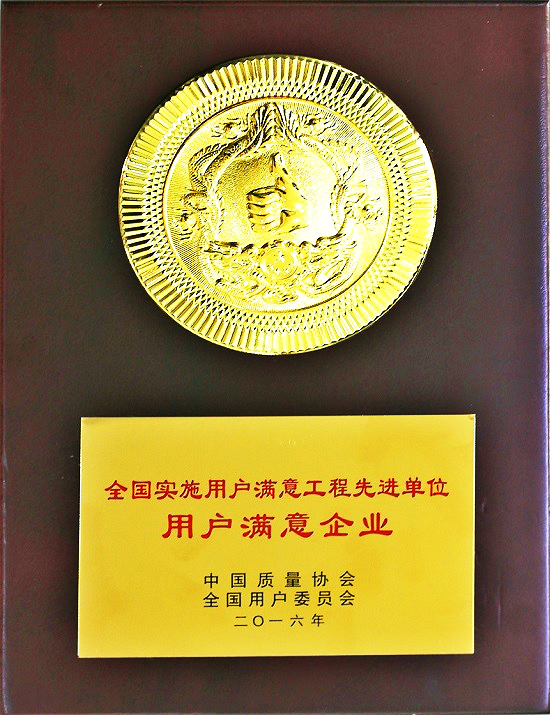 全国实施用户满意工程先进单位
用户满意企业
中国质量协会
全国用户委员会
二〇一六年